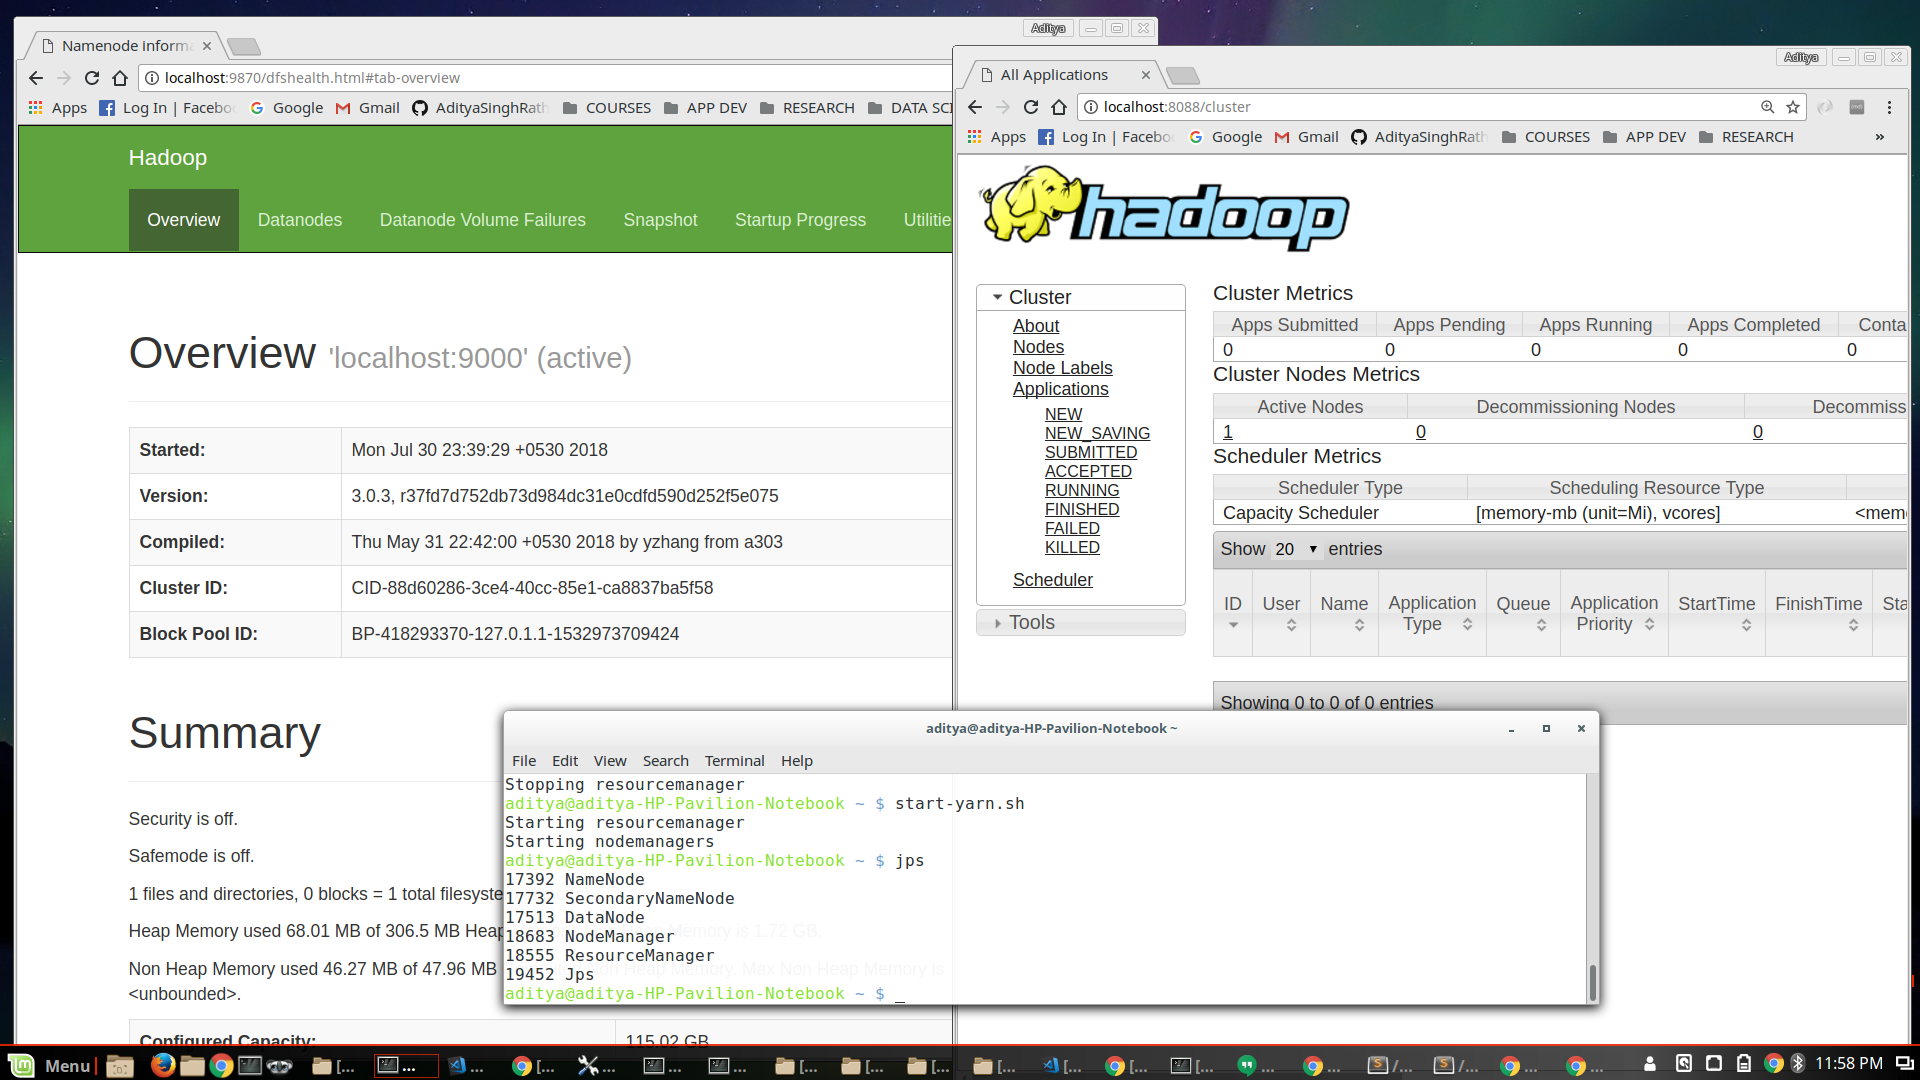 Aditya
Namenode informa
localhost:9870/dfshealth.html#tab-overview
Apps
Log In | Facebo
Google
Gmail
AdityaSinghRath
COURSES
APP DEV
RESEARCH
DATA SCI
Hadoop
Overview
Datanodes
Datanode Volume Failures
Snapshot
Startup Progress
Utilitie
Overview 'localhost:9000' (active)
Started: Mon Jul 30 23:39:29 +0530 2018
Version: 3.0.3, r37fd7d752db73d984dc31e0cdfd590d252f5e075
Compiled: Thu May 31 22:42:00 +0530 2018 by yzhang from a303
Cluster ID: CID-88d60286-3ce4-40cc-85e1-ca8837ba5f58
Block Pool ID: BP-418293370-127.0.1.1-1532973709424
Summary
Security is off.
Safemode is off.
1 files and directories, 0 blocks = 1 total filesyste
Heap Memory used 68.01 MB of 306.5 MB Heap Memory is 1.72 GB.
Non Heap Memory used 46.27 MB of 47.96 MB Heap Memory. Max Non Heap Memory is
<unbounded>.
Configured Capacity: 115.02 GB
Aditya
All Applications
localhost:8088/cluster
Apps
Log In | Facebo
Google
Gmail
AdityaSinghRath
COURSES
APP DEV
RESEARCH
»
hadoop
Cluster
About
Nodes
Node Labels
Applications
NEW
NEW_SAVING
SUBMITTED
ACCEPTED
RUNNING
FINISHED
FAILED
KILLED
Scheduler
Tools
Cluster Metrics
Apps Submitted Apps Pending Apps Running Apps Completed Conta
0 0 0 0 0
Cluster Nodes Metrics
Active Nodes Decommissioning Nodes Decommiss
1 0 0
Scheduler Metrics
Scheduler Type Scheduling Resource Type
Capacity Scheduler [memory-mb (unit=Mi), vcores] <mem
Show 20 entries
ID User Name Application Type Queue Application Priority StartTime FinishTime Sta
Showing 0 to 0 of 0 entries
aditya@aditya-HP-Pavilion-Notebook ~
File Edit View Search Terminal Help
Stopping resourcemanager
aditya@aditya-HP-Pavilion-Notebook ~ $ start-yarn.sh
Starting resourcemanager
Starting nodemanagers
aditya@aditya-HP-Pavilion-Notebook ~ $ jps
17392 NameNode
17732 SecondaryNameNode
17513 DataNode
18683 NodeManager
18555 ResourceManager
19452 Jps
aditya@aditya-HP-Pavilion-Notebook ~ $ _
Menu
[...
...
...
[...
...
...
...
[...
[...
[...
[...
[...
[...
[...
...
...
/...
/...
...
...
11:58 PM